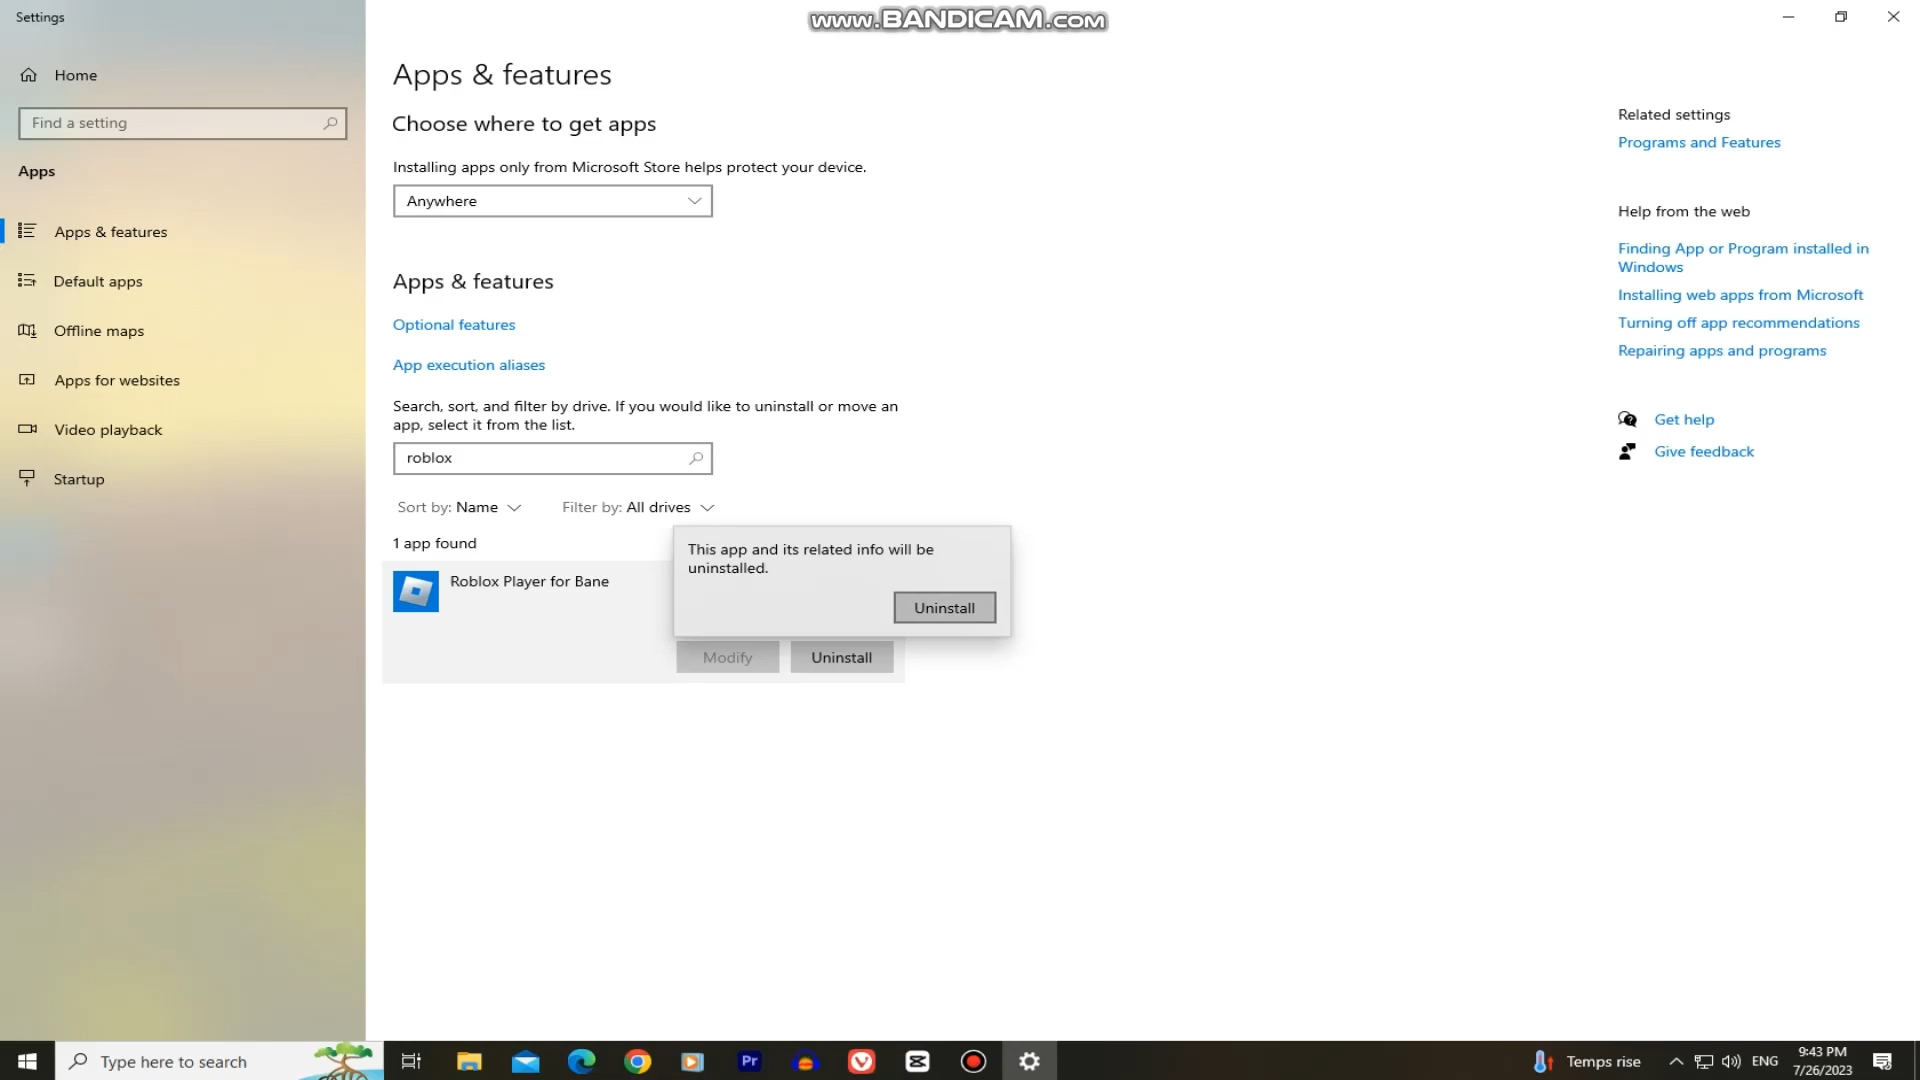 Settings
www.BANDICAM.com
Home
Find a setting
Apps
Apps & features
Default apps
Offline maps
Apps for websites
Video playback
Startup
Apps & features
Choose where to get apps
Installing apps only from Microsoft Store helps protect your device.
Anywhere
Apps & features
Optional features
App execution aliases
Search, sort, and filter by drive. If you would like to uninstall or move an
app, select it from the list.
roblox
Sort by: Name
Filter by: All drives
1 app found
This app and its related info will be
uninstalled.
Uninstall
Roblox Player for Bane
Modify
Uninstall
Related settings
Programs and Features
Help from the web
Finding App or Program installed in
Windows
Installing web apps from Microsoft
Turning off app recommendations
Repairing apps and programs
Get help
Give feedback
Type here to search
Pr
Temps rise
ENG
9:43 PM
7/26/2023